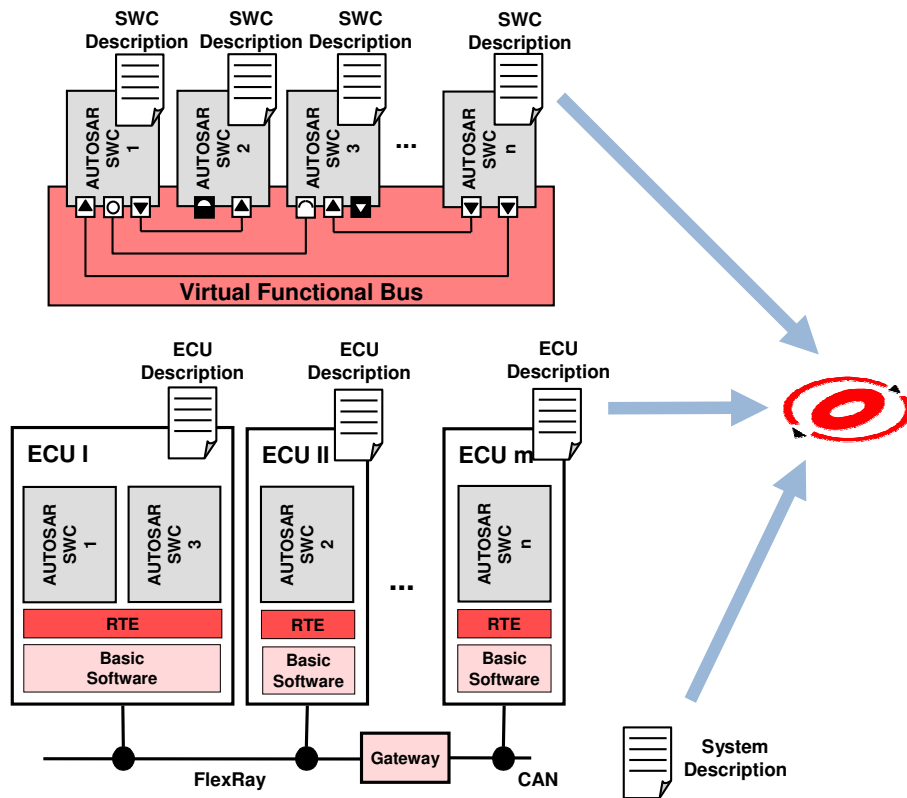 SWC
Description
SWC
Description
SWC
Description
SWC
Description
AUTOSAR
SWC
1
AUTOSAR
SWC
2
AUTOSAR
SWC
3
...
AUTOSAR
SWC
n
Virtual Functional Bus
ECU
Description
ECU
Description
ECU
Description
ECU I
ECU II
ECU m
AUTOSAR
SWC
1
AUTOSAR
SWC
3
AUTOSAR
SWC
2
...
AUTOSAR
SWC
n
RTE
RTE
RTE
Basic
Software
Basic
Software
Basic
Software
Gateway
FlexRay
CAN
System
Description